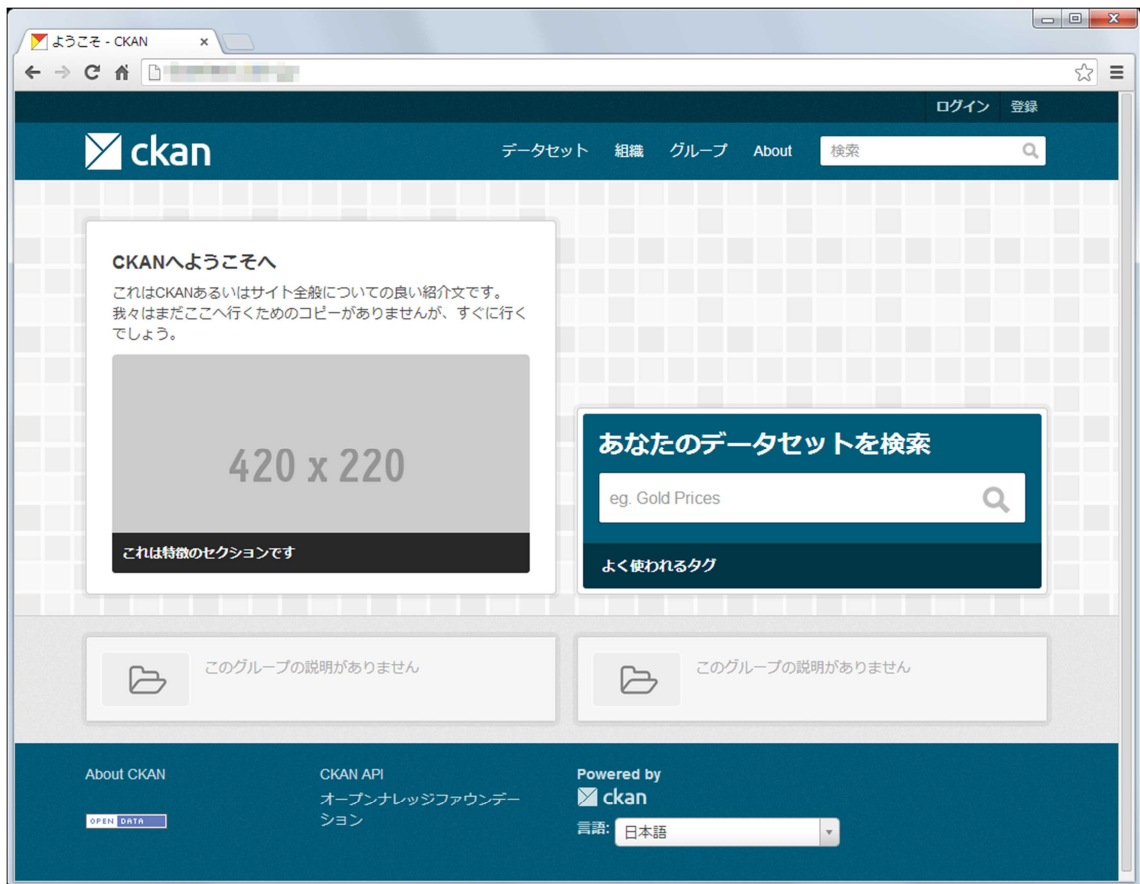 ようこそ - CKAN
ログイン 登録
ckan
データセット 組織 グループ About 検索
CKANへようこそへ
これはCKANあるいはサイト全般についての良い紹介文です。
我々はまだここへ行くためのコピーがありませんが、すぐに行く
でしょう。
420 x 220
これは特徴のセクションです
あなたのデータセットを検索
eg. Gold Prices
よく使われるタグ
このグループの説明がありません
このグループの説明がありません
About CKAN
OPEN DATA
CKAN API
オープンナレッジファウンデー
ション
Powered by
ckan
言語: 日本語